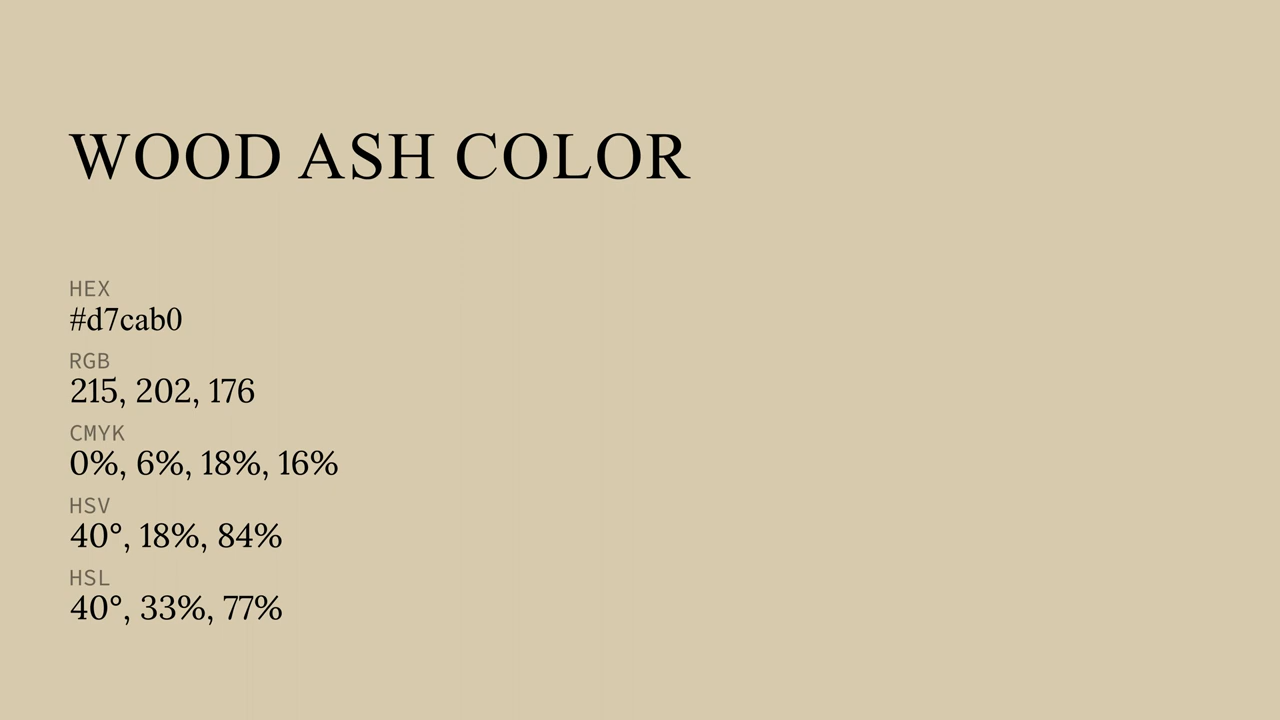 WOOD ASH COLOR
HEX
#d7cab0
RGB
215, 202, 176
CMYK
0%, 6%, 18%, 16%
HSV
40°, 18%, 84%
HSL
40°, 33%, 77%